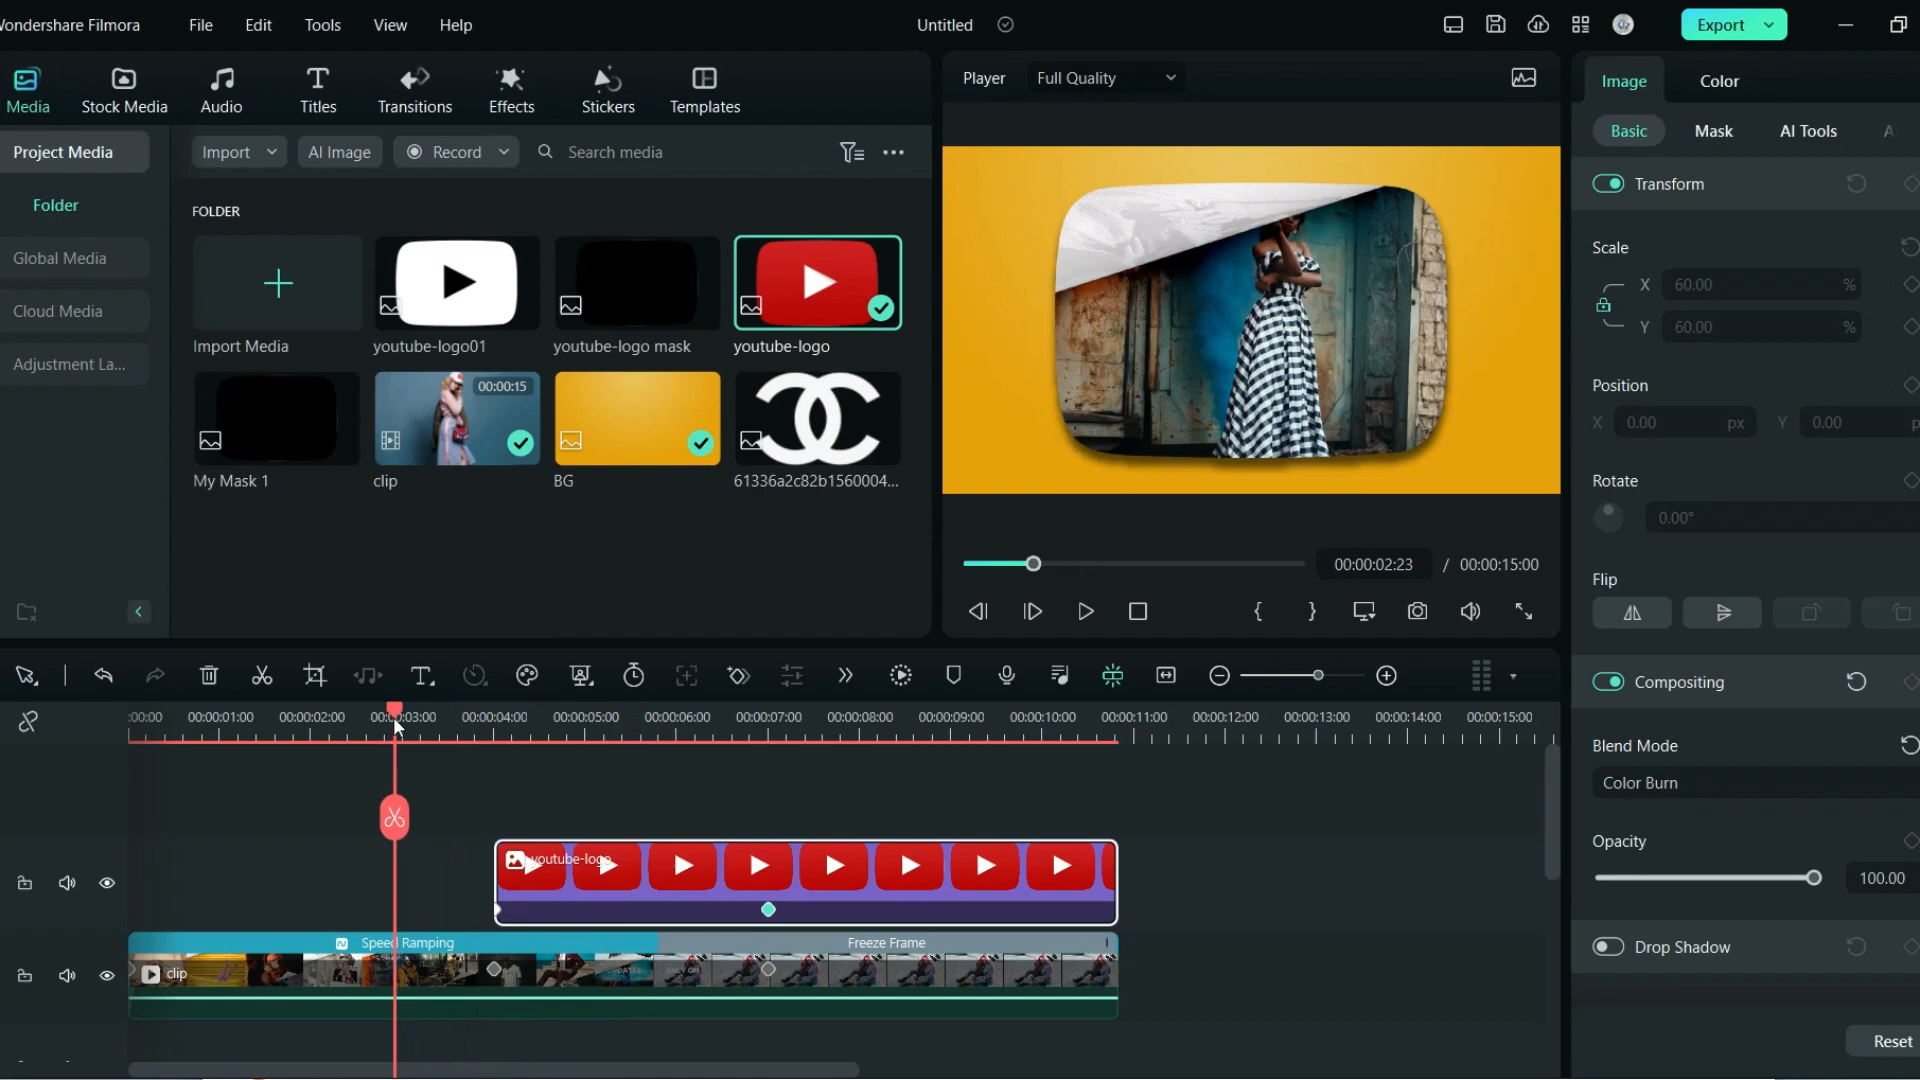 Wondershare Filmora
File Edit Tools View Help
Untitled
Export
Media
Stock Media
Audio
Titles
Transitions
Effects
Stickers
Templates
Player
Full Quality
Image
Color
Project Media
Import
AI Image
Record
Search media
Basic
Mask
AI Tools
A
Folder
Global Media
Cloud Media
Adjustment La...
FOLDER
Import Media
youtube-logo01
youtube-logo mask
youtube-logo
00:00:15
My Mask 1
clip
BG
61336a2c82b1560004...
Transform
Scale
X 60.00 %
Y 60.00 %
Position
X 0.00 px Y 0.00 p
Rotate
0.00°
Flip
00:00:02:23 / 00:00:15:00
Compositing
Blend Mode
Color Burn
Opacity
100.00
Drop Shadow
Reset
:00:00 00:00:01:00 00:00:02:00 00:00:03:00 00:00:04:00 00:00:05:00 00:00:06:00 00:00:07:00 00:00:08:00 00:00:09:00 00:00:10:00 00:00:11:00 00:00:12:00 00:00:13:00 00:00:14:00 00:00:15:00
youtube-logo
Speed Ramping
Freeze Frame
clip
ONLY ON